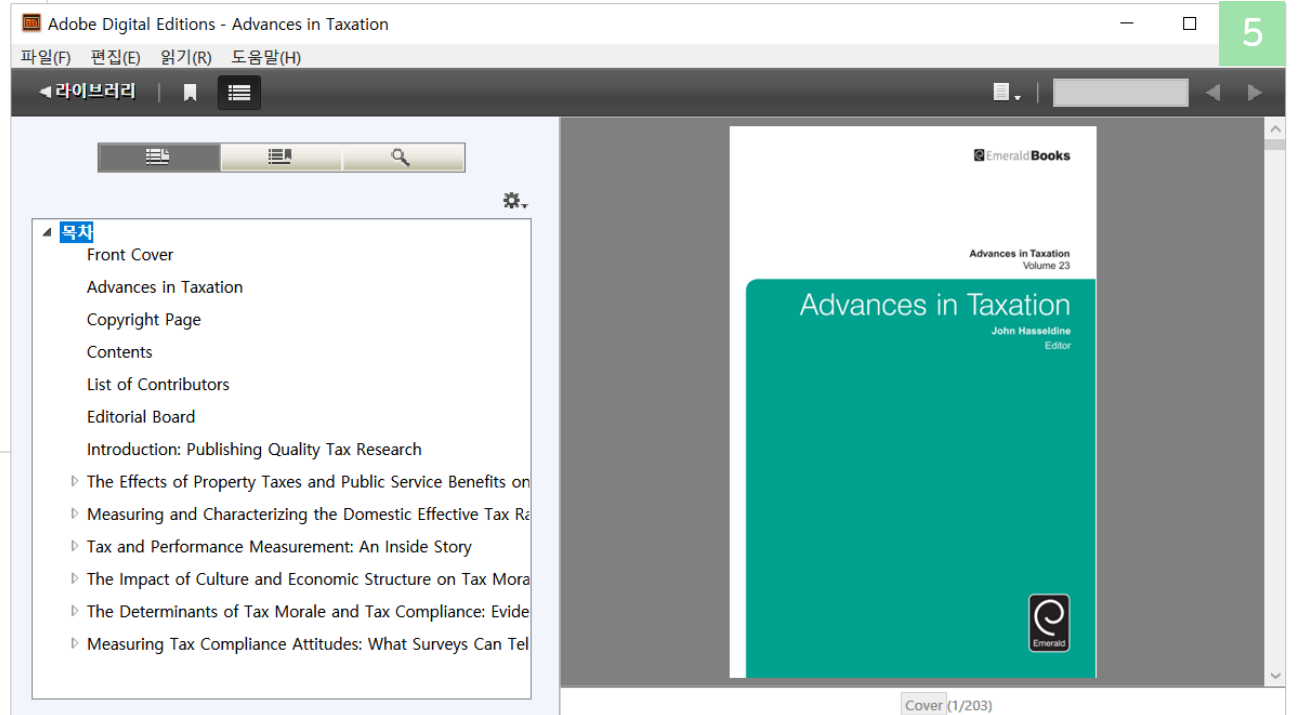 Adobe Digital Editions - Advances in Taxation
5
파일(F) 편집(E) 읽기(R) 도움말(H)
라이브러리
목차
Front Cover
Advances in Taxation
Copyright Page
Contents
List of Contributors
Editorial Board
Introduction: Publishing Quality Tax Research
The Effects of Property Taxes and Public Service Benefits on
Measuring and Characterizing the Domestic Effective Tax Ra
Tax and Performance Measurement: An Inside Story
The Impact of Culture and Economic Structure on Tax Mora
The Determinants of Tax Morale and Tax Compliance: Evide
Measuring Tax Compliance Attitudes: What Surveys Can Tel
Emerald Books
Advances in Taxation
Volume 23
Advances in Taxation
John Hasseldine
Editor
Emerald
Cover (1/203)